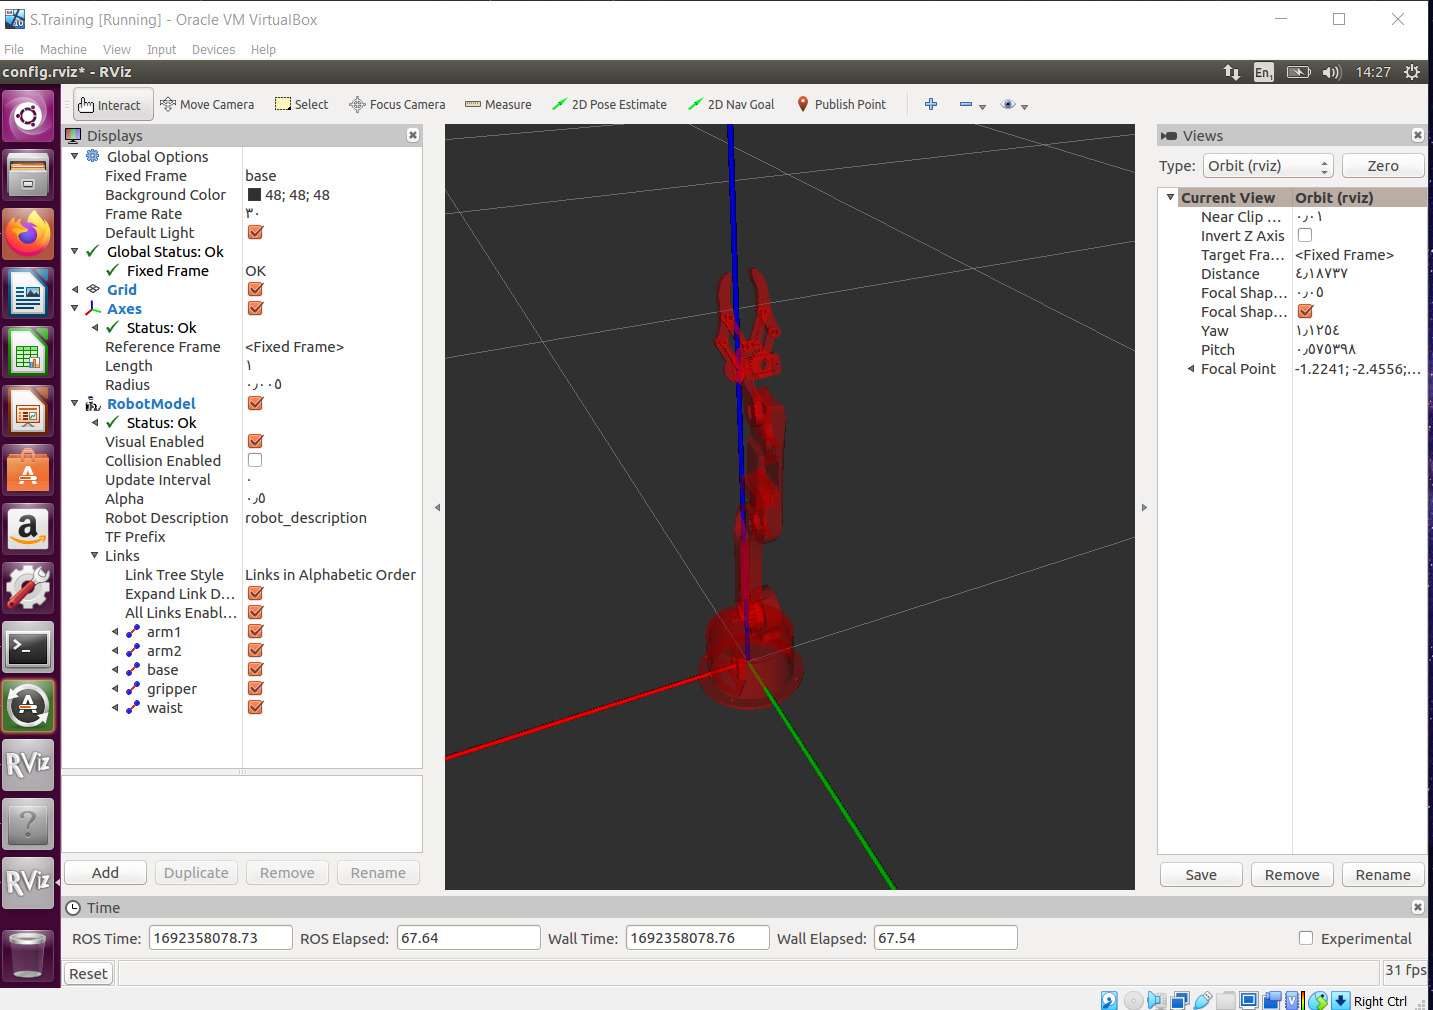 S.Training [Running] - Oracle VM VirtualBox
File Machine View Input Devices Help
config.rviz* - RViz
En1 14:27
Interact Move Camera Select Focus Camera Measure 2D Pose Estimate 2D Nav Goal Publish Point
Displays
Global Options
Fixed Frame base
Background Color 48; 48; 48
Frame Rate ٣٠
Default Light
Global Status: Ok
Fixed Frame OK
Grid
Axes
Status: Ok
Reference Frame <Fixed Frame>
Length ١
Radius ٠٫٠٠٥
RobotModel
Status: Ok
Visual Enabled
Collision Enabled
Update Interval ٠
Alpha ٠٫٥
Robot Description robot_description
TF Prefix
Links
Link Tree Style Links in Alphabetic Order
Expand Link D...
All Links Enabl...
arm1
arm2
base
gripper
waist
Add Duplicate Remove Rename
Views
Type: Orbit (rviz) Zero
Current View Orbit (rviz)
Near Clip ... ٠٫٠١
Invert Z Axis
Target Fra... <Fixed Frame>
Distance ٤٫١٨٧٣٧
Focal Shap... ٠٫٠٥
Focal Shap...
Yaw ١٫١٢٥٤
Pitch ٠٫٥٧٥٣٩٨
Focal Point -1.2241; -2.4556;...
Save Remove Rename
Time
ROS Time: 1692358078.73 ROS Elapsed: 67.64 Wall Time: 1692358078.76 Wall Elapsed: 67.54 Experimental
Reset 31 fps
Right Ctrl
RViz
RViz